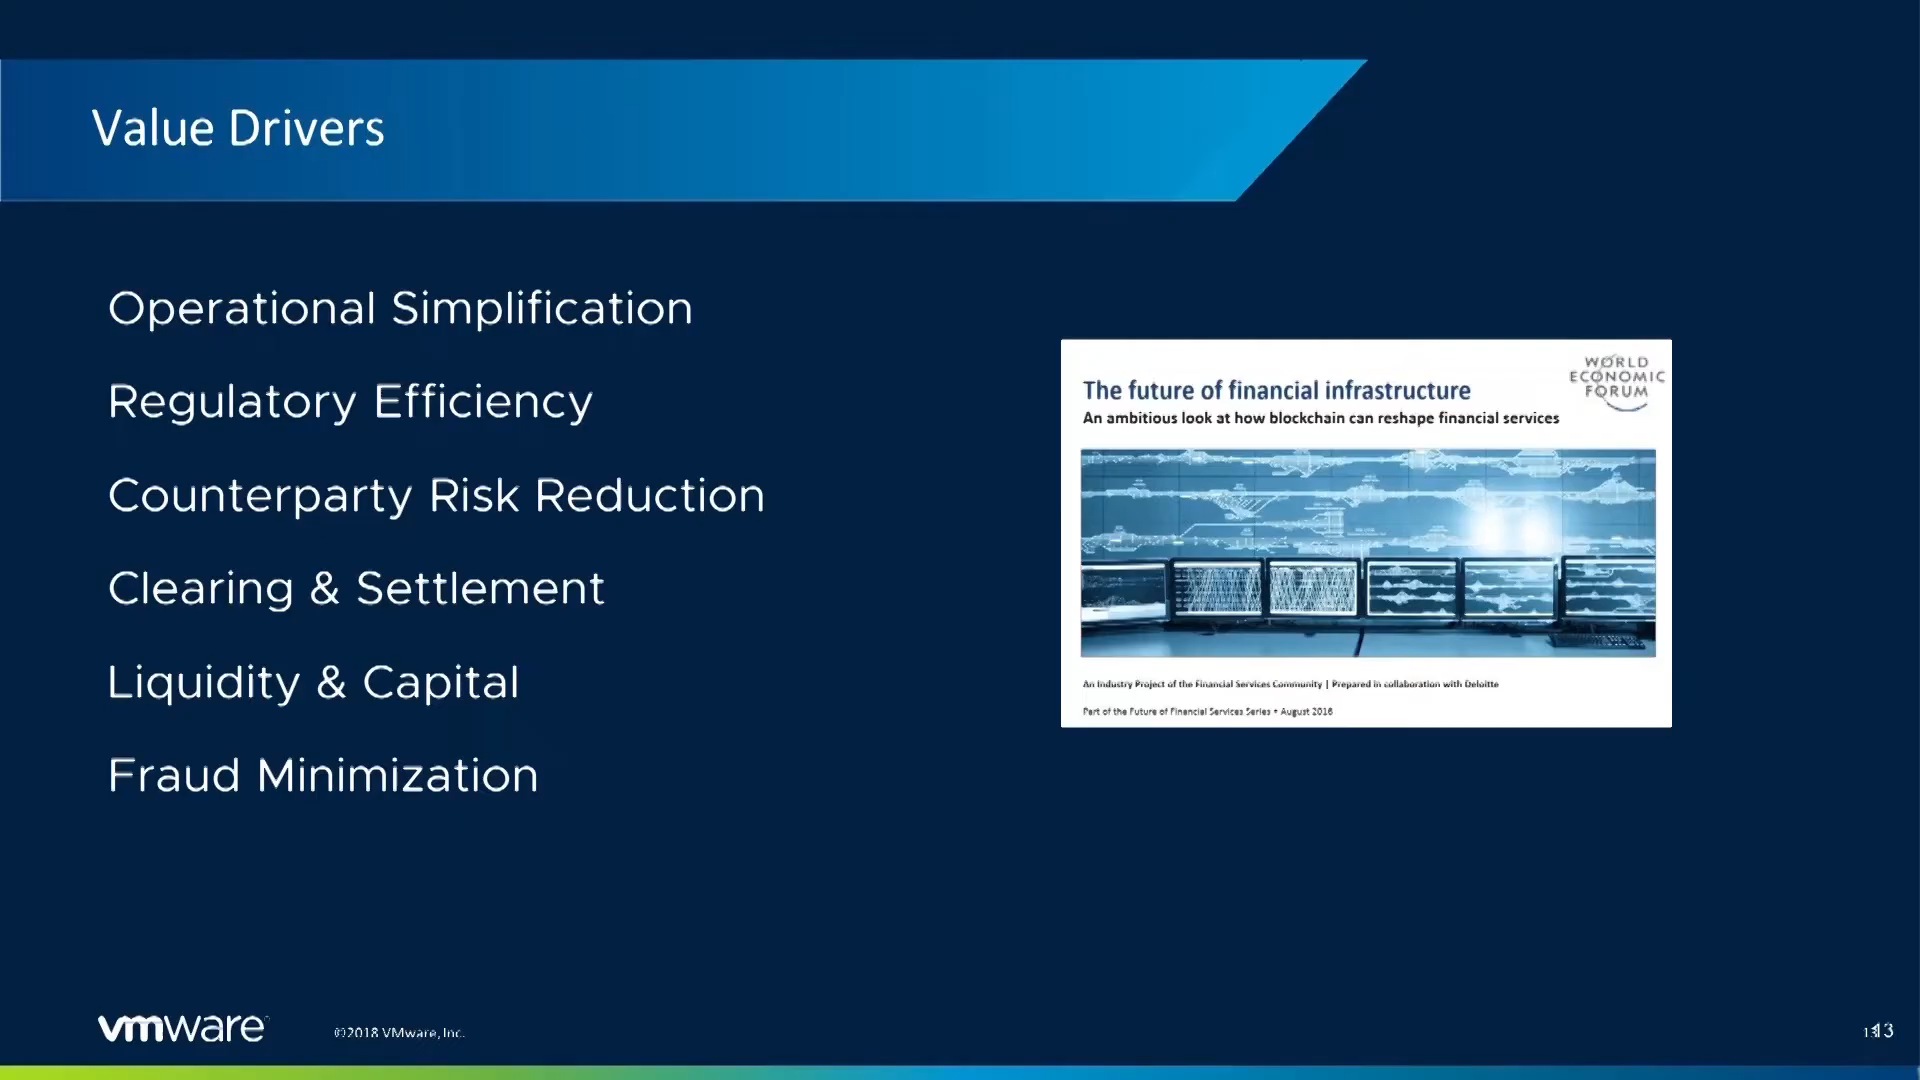 Value Drivers
Operational Simplification
Regulatory Efficiency
Counterparty Risk Reduction
Clearing & Settlement
Liquidity & Capital
Fraud Minimization
WORLD
ECONOMIC
FORUM
The future of financial infrastructure
An ambitious look at how blockchain can reshape financial services
An Industry Project of the Financial Services Community | Prepared in collaboration with Deloitte
Part of the Future of Financial Services Series • August 2016
vmware
©2018 VMware, Inc.
13